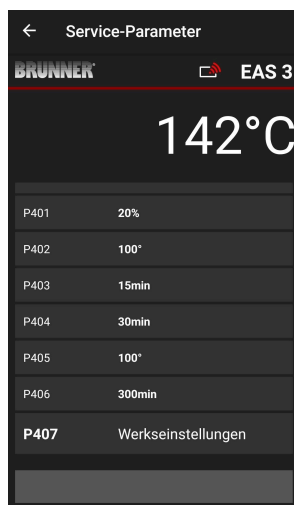 ← Service-Parameter
BRUNNER EAS 3
142°C
P401 20%
P402 100°
P403 15min
P404 30min
P405 100°
P406 300min
P407 Werkseinstellungen